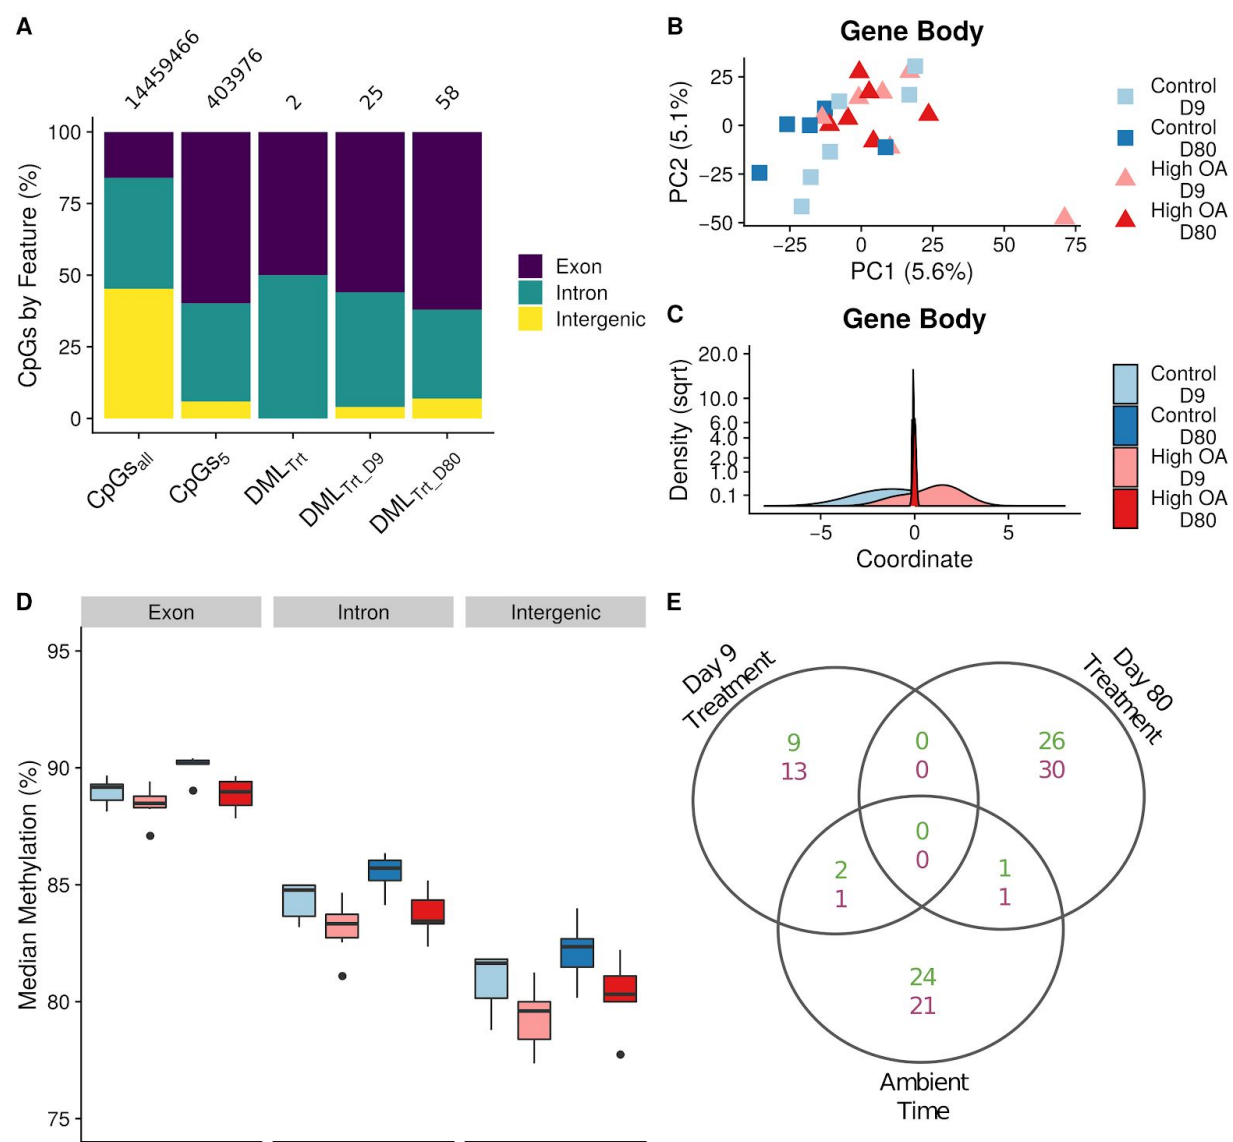 A
14459466
403976
2
25
58
CpGs by Feature (%)
100
75
50
25
0
CpGsall
CpGs5
DMLTrt
DMLTrt_D9
DMLTrt_D80
Exon
Intron
Intergenic
B
Gene Body
PC2 (5.1%)
25
0
−25
−50
−25
0
25
50
75
PC1 (5.6%)
Control
D9
Control
D80
High OA
D9
High OA
D80
C
Gene Body
Density (sqrt)
20.0
10.0
6.0
4.0
2.0
1.0
0.1
−5
0
5
Coordinate
Control
D9
Control
D80
High OA
D9
High OA
D80
D
Exon
Intron
Intergenic
Median Methylation (%)
95
90
85
80
75
E
Day 9
Treatment
Day 80
Treatment
9
13
0
0
26
30
0
0
2
1
1
1
24
21
Ambient
Time